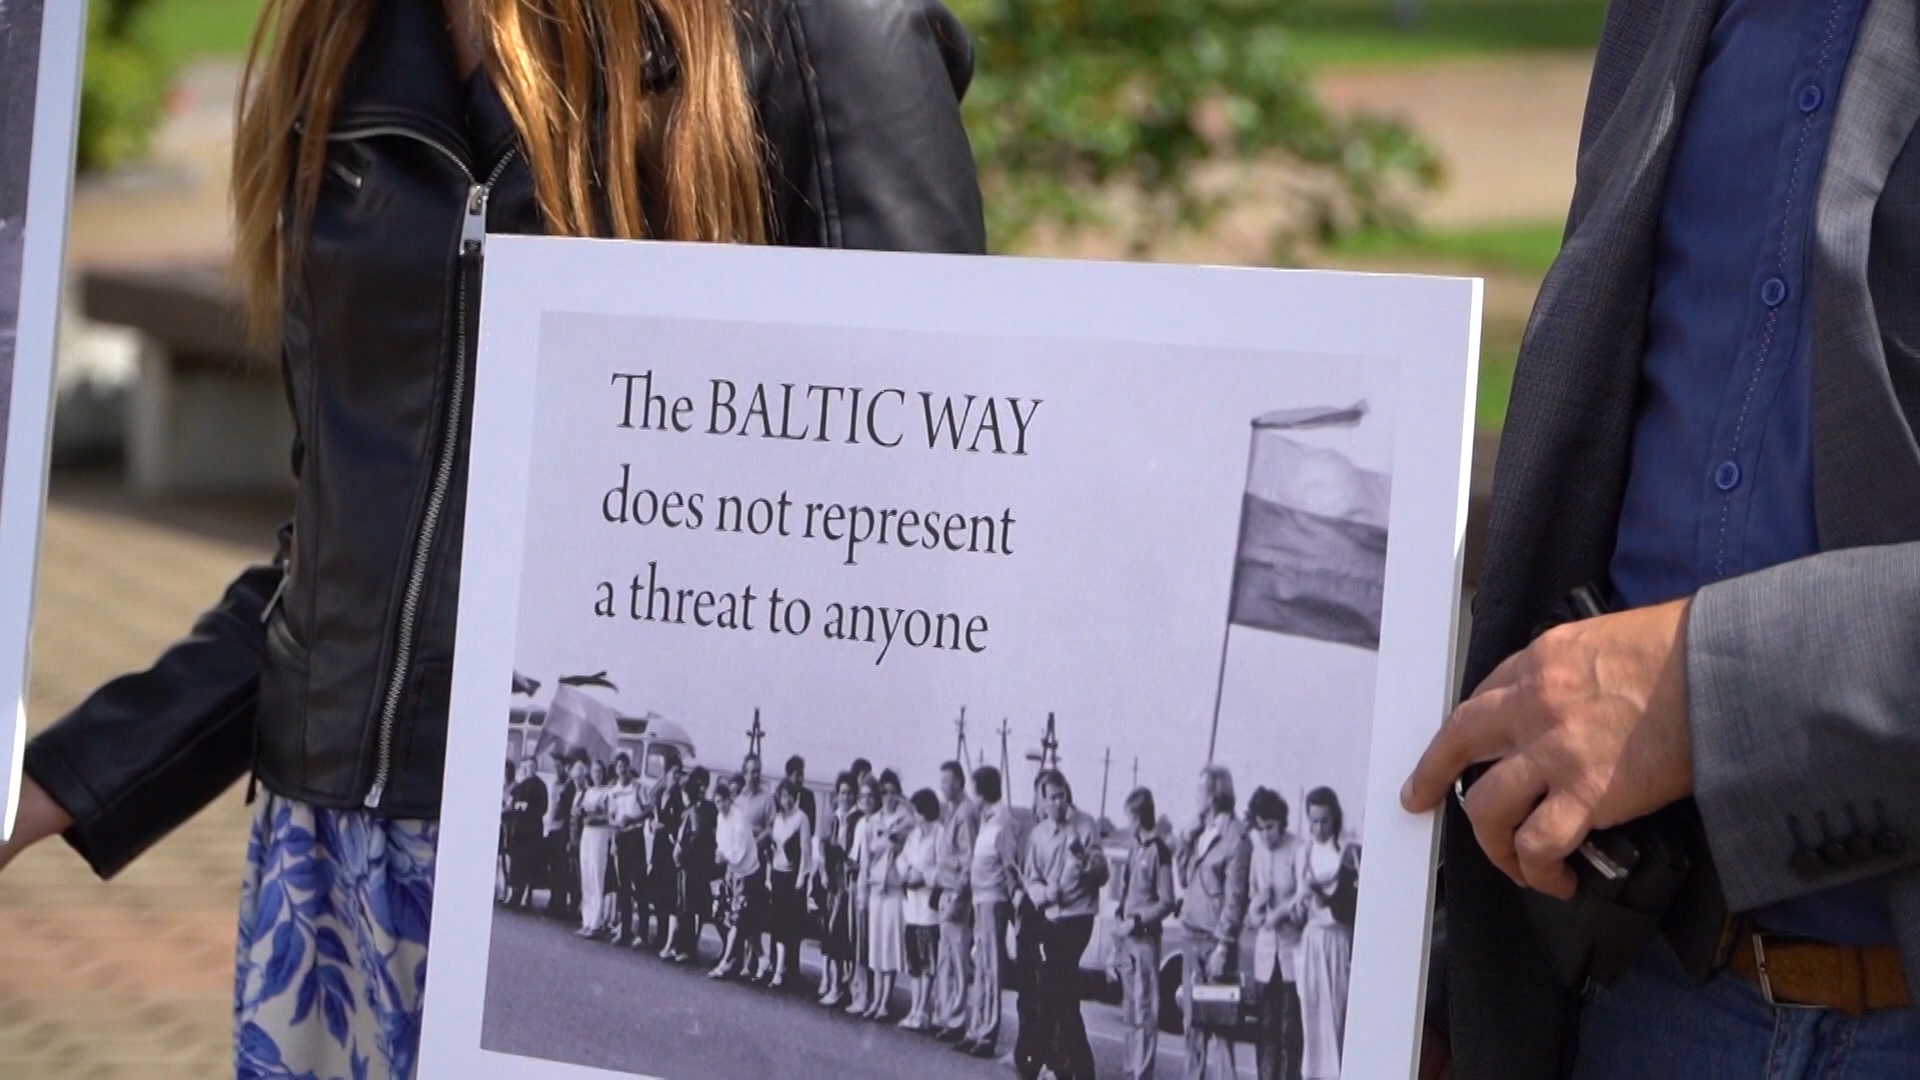 The BALTIC WAY
does not represent
a threat to anyone